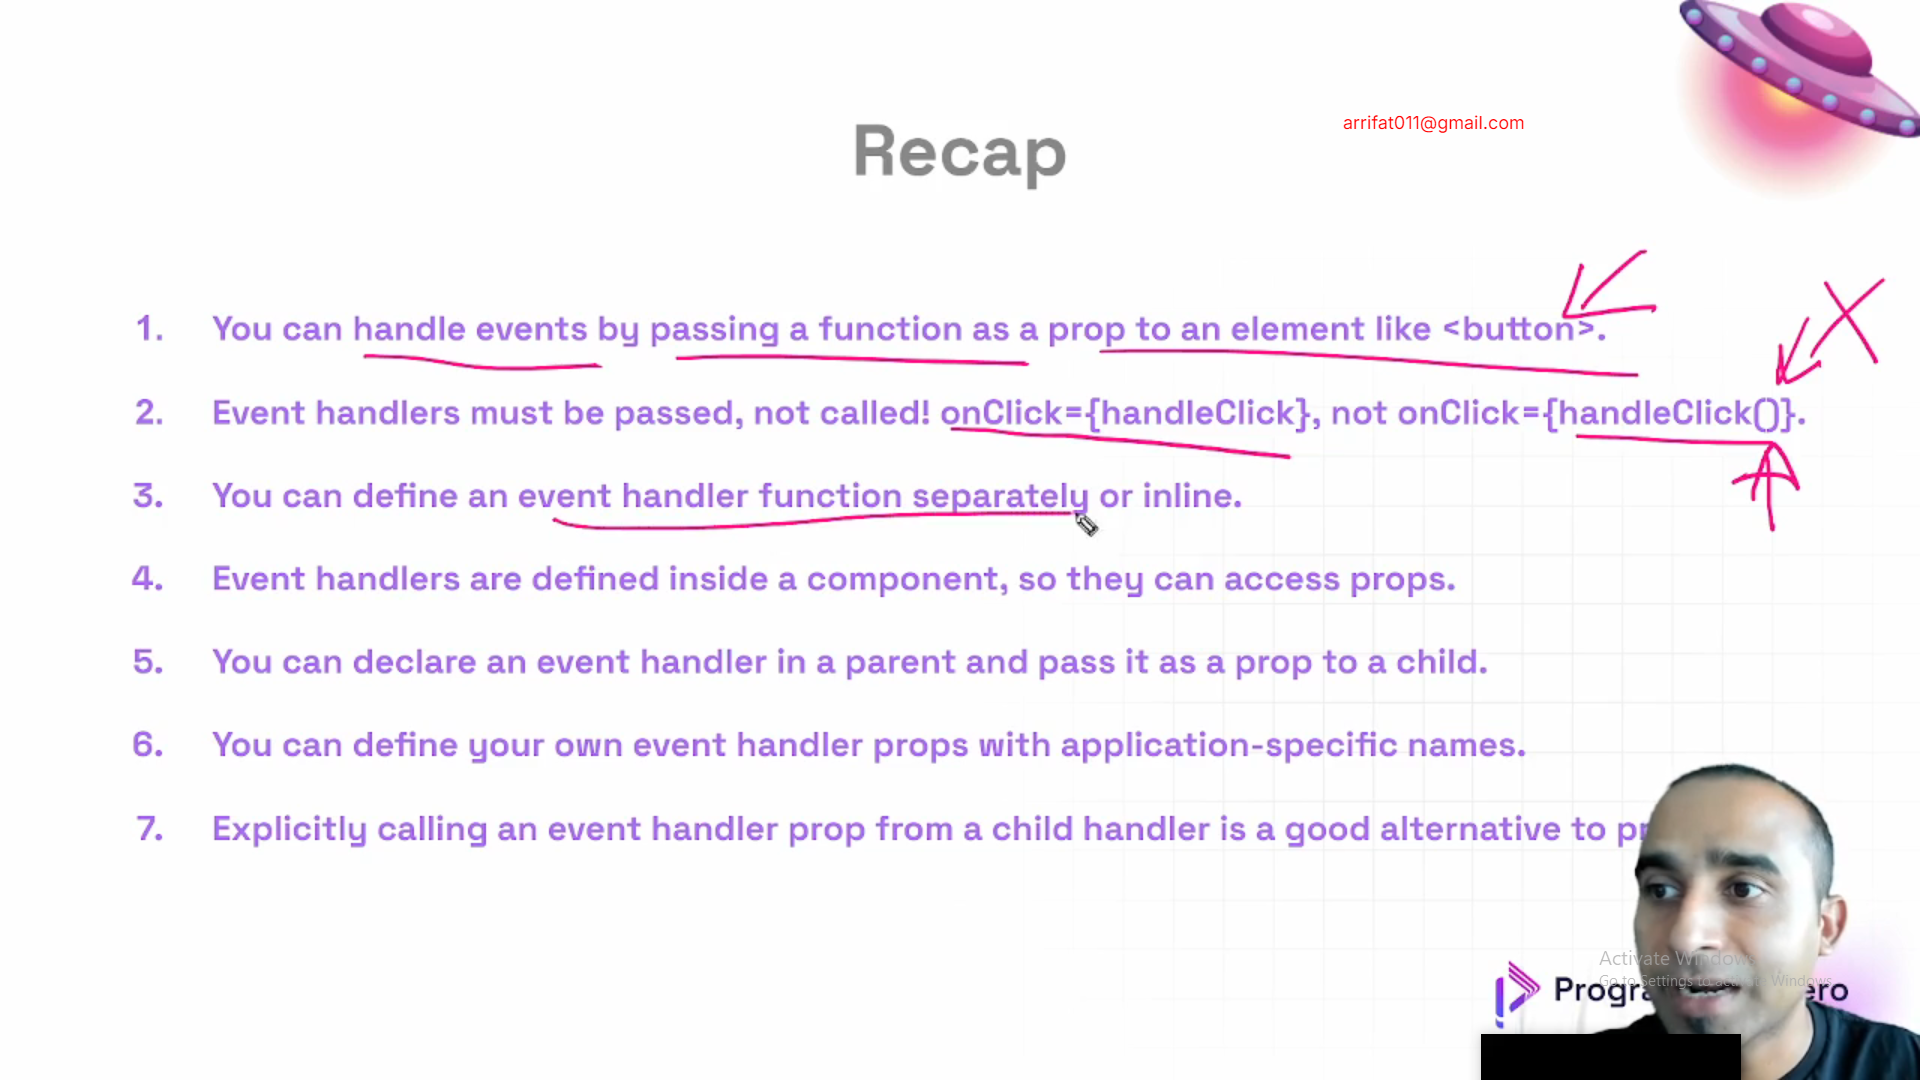 arrifat011@gmail.com
Recap
1. You can handle events by passing a function as a prop to an element like <button>.
2. Event handlers must be passed, not called! onClick={handleClick}, not onClick={handleClick()}.
3. You can define an event handler function separately or inline.
4. Event handlers are defined inside a component, so they can access props.
5. You can declare an event handler in a parent and pass it as a prop to a child.
6. You can define your own event handler props with application-specific names.
7. Explicitly calling an event handler prop from a child handler is a good alternative to
Activate Windows
Go to Settings to activate Windows.